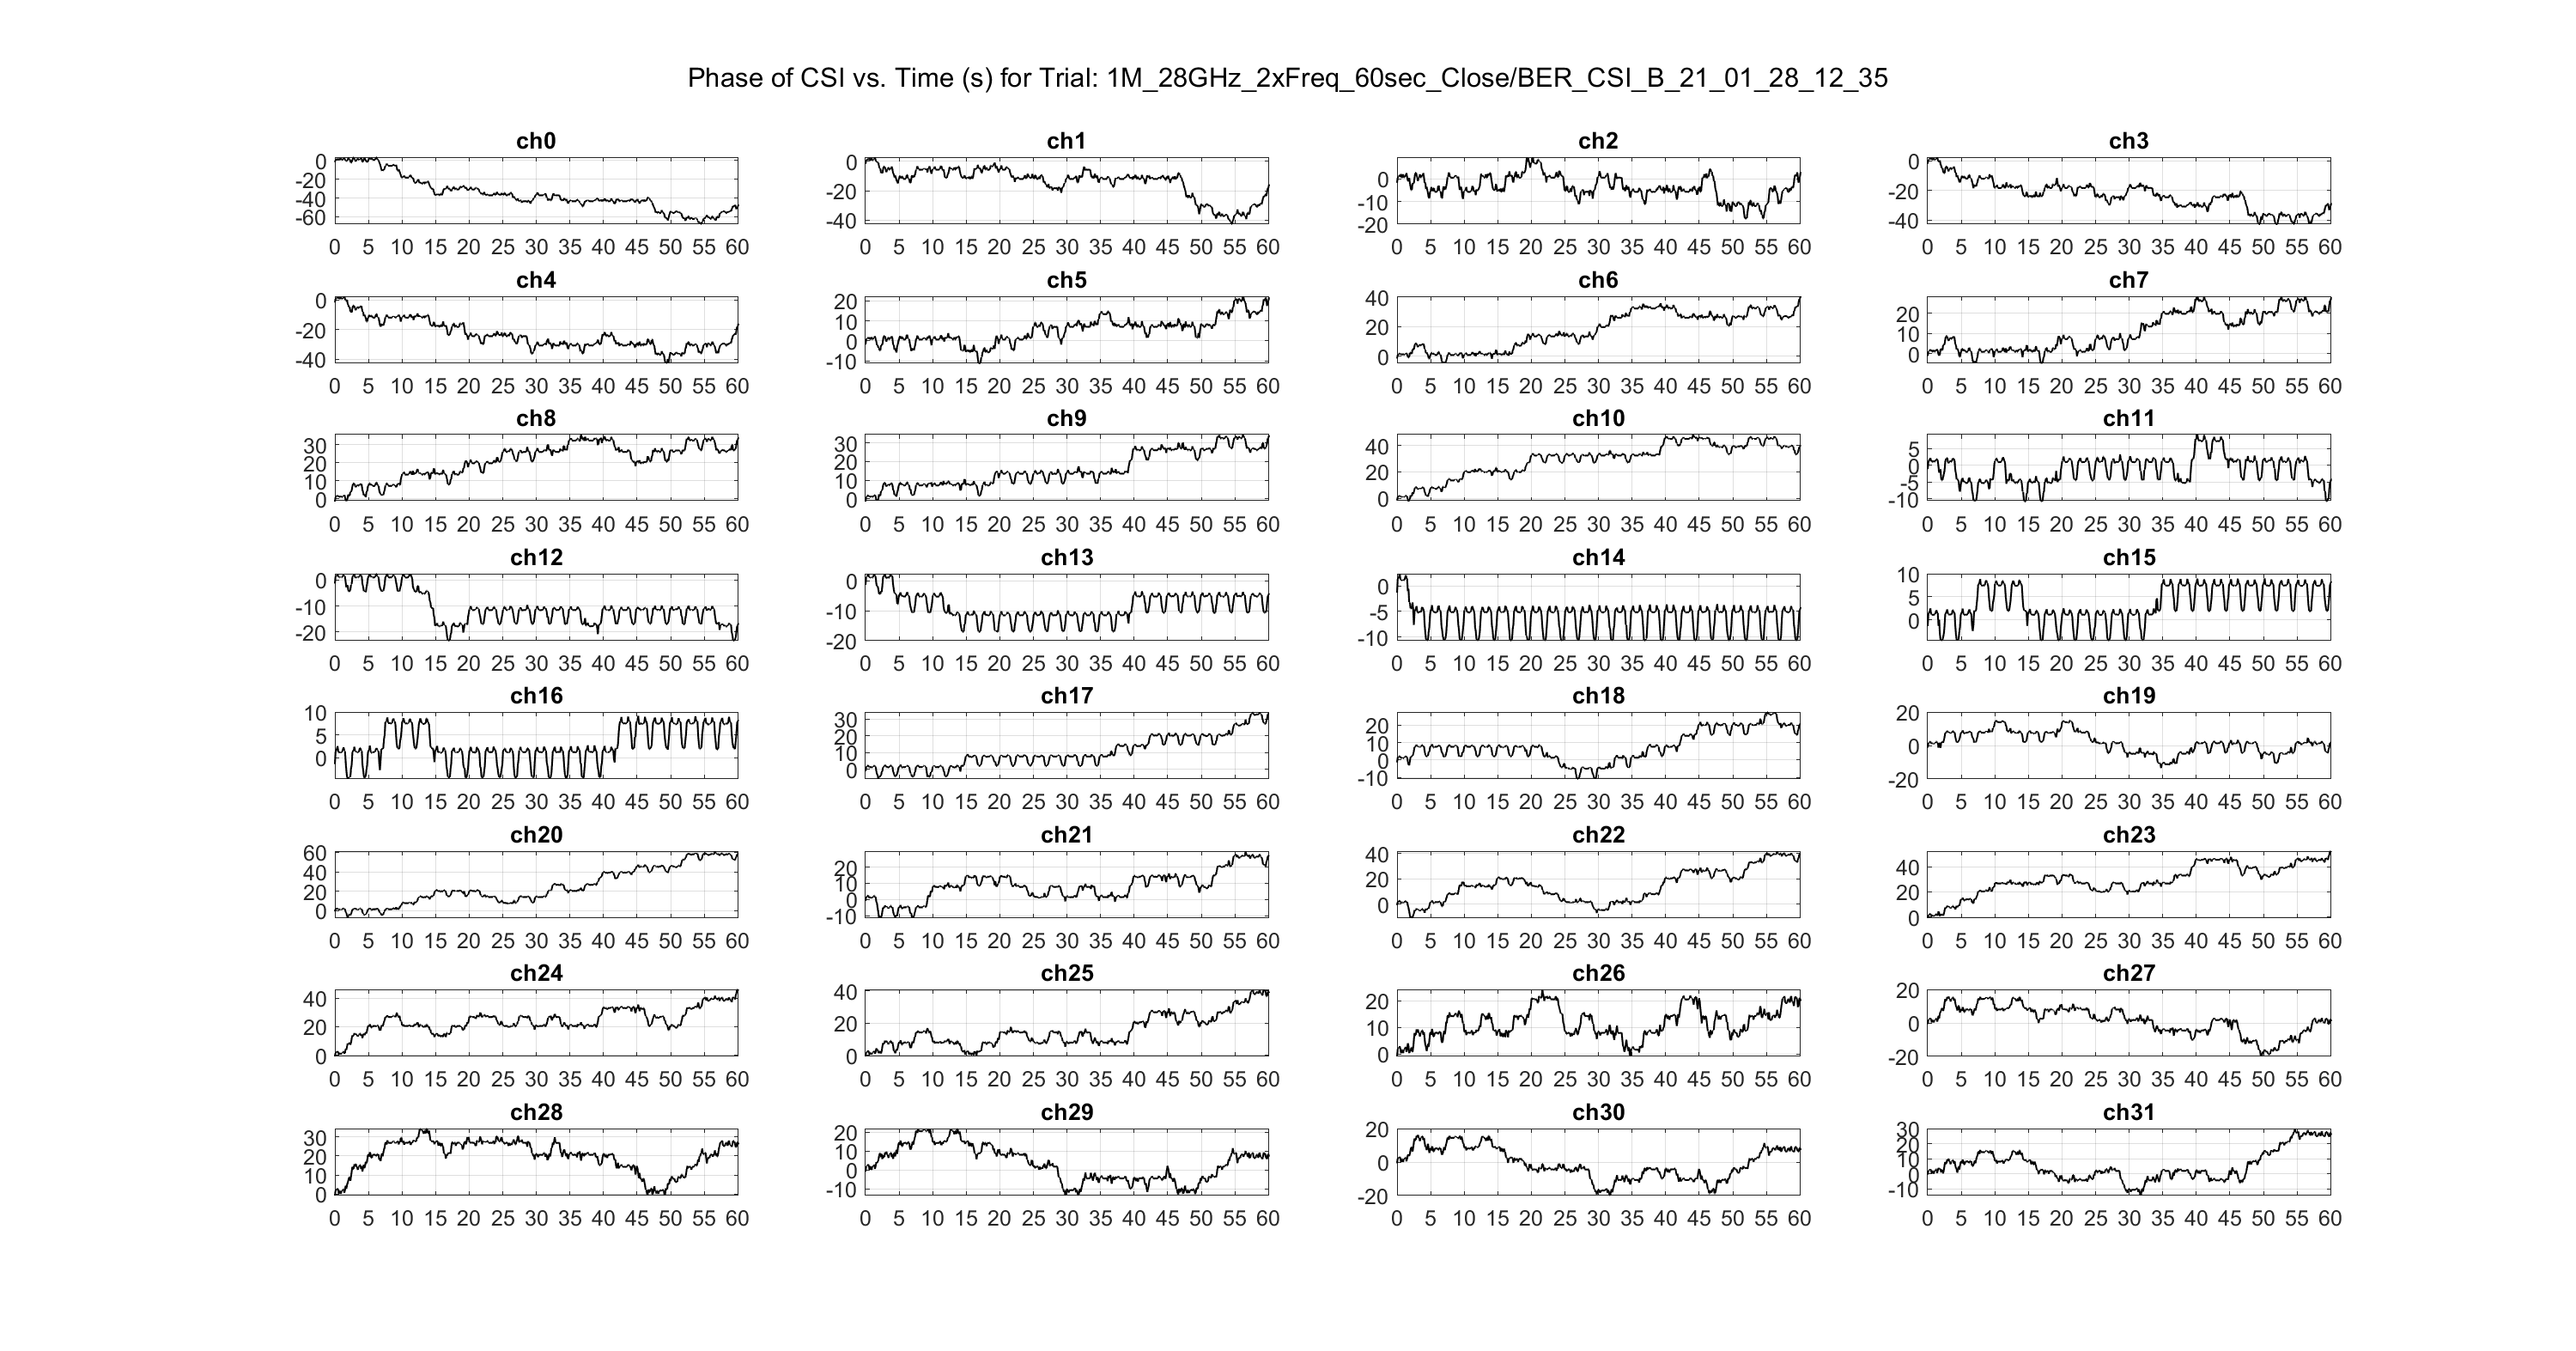 Phase of CSI vs. Time (s) for Trial: 1M_28GHz_2xFreq_60sec_Close/BER_CSI_B_21_01_28_12_35
ch0 ch1 ch2 ch3
0 -20 -40 -60 0 -20 -40 0 -10 -20 0 -20 -40
0 5 10 15 20 25 30 35 40 45 50 55 60 0 5 10 15 20 25 30 35 40 45 50 55 60 0 5 10 15 20 25 30 35 40 45 50 55 60 0 5 10 15 20 25 30 35 40 45 50 55 60
ch4 ch5 ch6 ch7
0 -20 -40 20 10 0 -10 40 20 0 20 10 0
0 5 10 15 20 25 30 35 40 45 50 55 60 0 5 10 15 20 25 30 35 40 45 50 55 60 0 5 10 15 20 25 30 35 40 45 50 55 60 0 5 10 15 20 25 30 35 40 45 50 55 60
ch8 ch9 ch10 ch11
30 20 10 0 30 20 10 0 40 20 0 5 0 -5 -10
0 5 10 15 20 25 30 35 40 45 50 55 60 0 5 10 15 20 25 30 35 40 45 50 55 60 0 5 10 15 20 25 30 35 40 45 50 55 60 0 5 10 15 20 25 30 35 40 45 50 55 60
ch12 ch13 ch14 ch15
0 -10 -20 0 -10 -20 0 -5 -10 10 5 0
0 5 10 15 20 25 30 35 40 45 50 55 60 0 5 10 15 20 25 30 35 40 45 50 55 60 0 5 10 15 20 25 30 35 40 45 50 55 60 0 5 10 15 20 25 30 35 40 45 50 55 60
ch16 ch17 ch18 ch19
10 5 0 30 20 10 0 20 10 0 -10 20 0 -20
0 5 10 15 20 25 30 35 40 45 50 55 60 0 5 10 15 20 25 30 35 40 45 50 55 60 0 5 10 15 20 25 30 35 40 45 50 55 60 0 5 10 15 20 25 30 35 40 45 50 55 60
ch20 ch21 ch22 ch23
60 40 20 0 20 10 0 -10 40 20 0 40 20 0
0 5 10 15 20 25 30 35 40 45 50 55 60 0 5 10 15 20 25 30 35 40 45 50 55 60 0 5 10 15 20 25 30 35 40 45 50 55 60 0 5 10 15 20 25 30 35 40 45 50 55 60
ch24 ch25 ch26 ch27
40 20 0 40 20 0 20 10 0 20 0 -20
0 5 10 15 20 25 30 35 40 45 50 55 60 0 5 10 15 20 25 30 35 40 45 50 55 60 0 5 10 15 20 25 30 35 40 45 50 55 60 0 5 10 15 20 25 30 35 40 45 50 55 60
ch28 ch29 ch30 ch31
30 20 10 0 20 10 0 -10 20 0 -20 30 20 10 0 -10
0 5 10 15 20 25 30 35 40 45 50 55 60 0 5 10 15 20 25 30 35 40 45 50 55 60 0 5 10 15 20 25 30 35 40 45 50 55 60 0 5 10 15 20 25 30 35 40 45 50 55 60